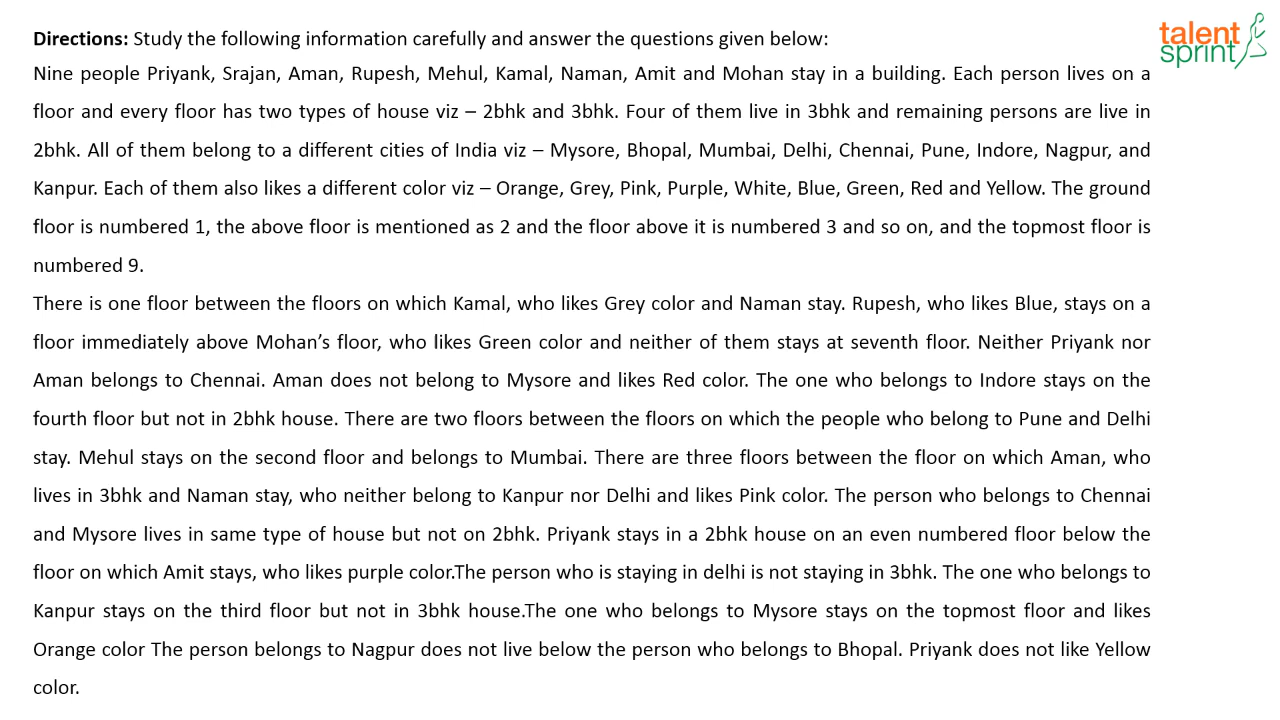 Directions: Study the following information carefully and answer the questions given below:
talent
sprint
Nine people Priyank, Srajan, Aman, Rupesh, Mehul, Kamal, Naman, Amit and Mohan stay in a building. Each person lives on a
floor and every floor has two types of house viz – 2bhk and 3bhk. Four of them live in 3bhk and remaining persons are live in
2bhk. All of them belong to a different cities of India viz – Mysore, Bhopal, Mumbai, Delhi, Chennai, Pune, Indore, Nagpur, and
Kanpur. Each of them also likes a different color viz – Orange, Grey, Pink, Purple, White, Blue, Green, Red and Yellow. The ground
floor is numbered 1, the above floor is mentioned as 2 and the floor above it is numbered 3 and so on, and the topmost floor is
numbered 9.
There is one floor between the floors on which Kamal, who likes Grey color and Naman stay. Rupesh, who likes Blue, stays on a
floor immediately above Mohan’s floor, who likes Green color and neither of them stays at seventh floor. Neither Priyank nor
Aman belongs to Chennai. Aman does not belong to Mysore and likes Red color. The one who belongs to Indore stays on the
fourth floor but not in 2bhk house. There are two floors between the floors on which the people who belong to Pune and Delhi
stay. Mehul stays on the second floor and belongs to Mumbai. There are three floors between the floor on which Aman, who
lives in 3bhk and Naman stay, who neither belong to Kanpur nor Delhi and likes Pink color. The person who belongs to Chennai
and Mysore lives in same type of house but not on 2bhk. Priyank stays in a 2bhk house on an even numbered floor below the
floor on which Amit stays, who likes purple color.The person who is staying in delhi is not staying in 3bhk. The one who belongs to
Kanpur stays on the third floor but not in 3bhk house.The one who belongs to Mysore stays on the topmost floor and likes
Orange color The person belongs to Nagpur does not live below the person who belongs to Bhopal. Priyank does not like Yellow
color.